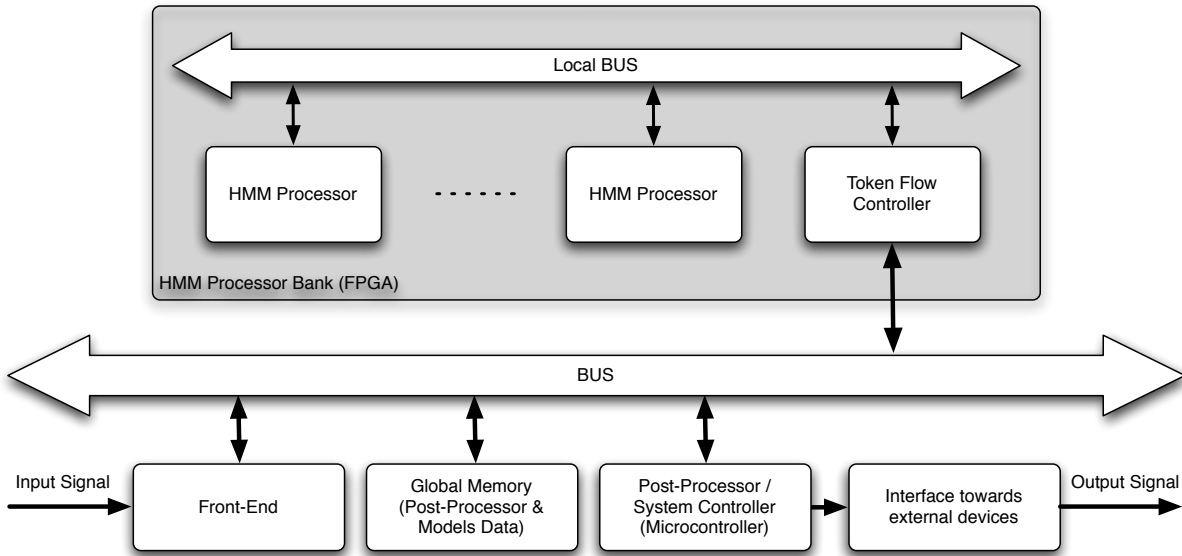 Local BUS
HMM Processor
HMM Processor
Token Flow
Controller
HMM Processor Bank (FPGA)
BUS
Input Signal
Front-End
Global Memory
(Post-Processor &
Models Data)
Post-Processor /
System Controller
(Microcontroller)
Interface towards
external devices
Output Signal